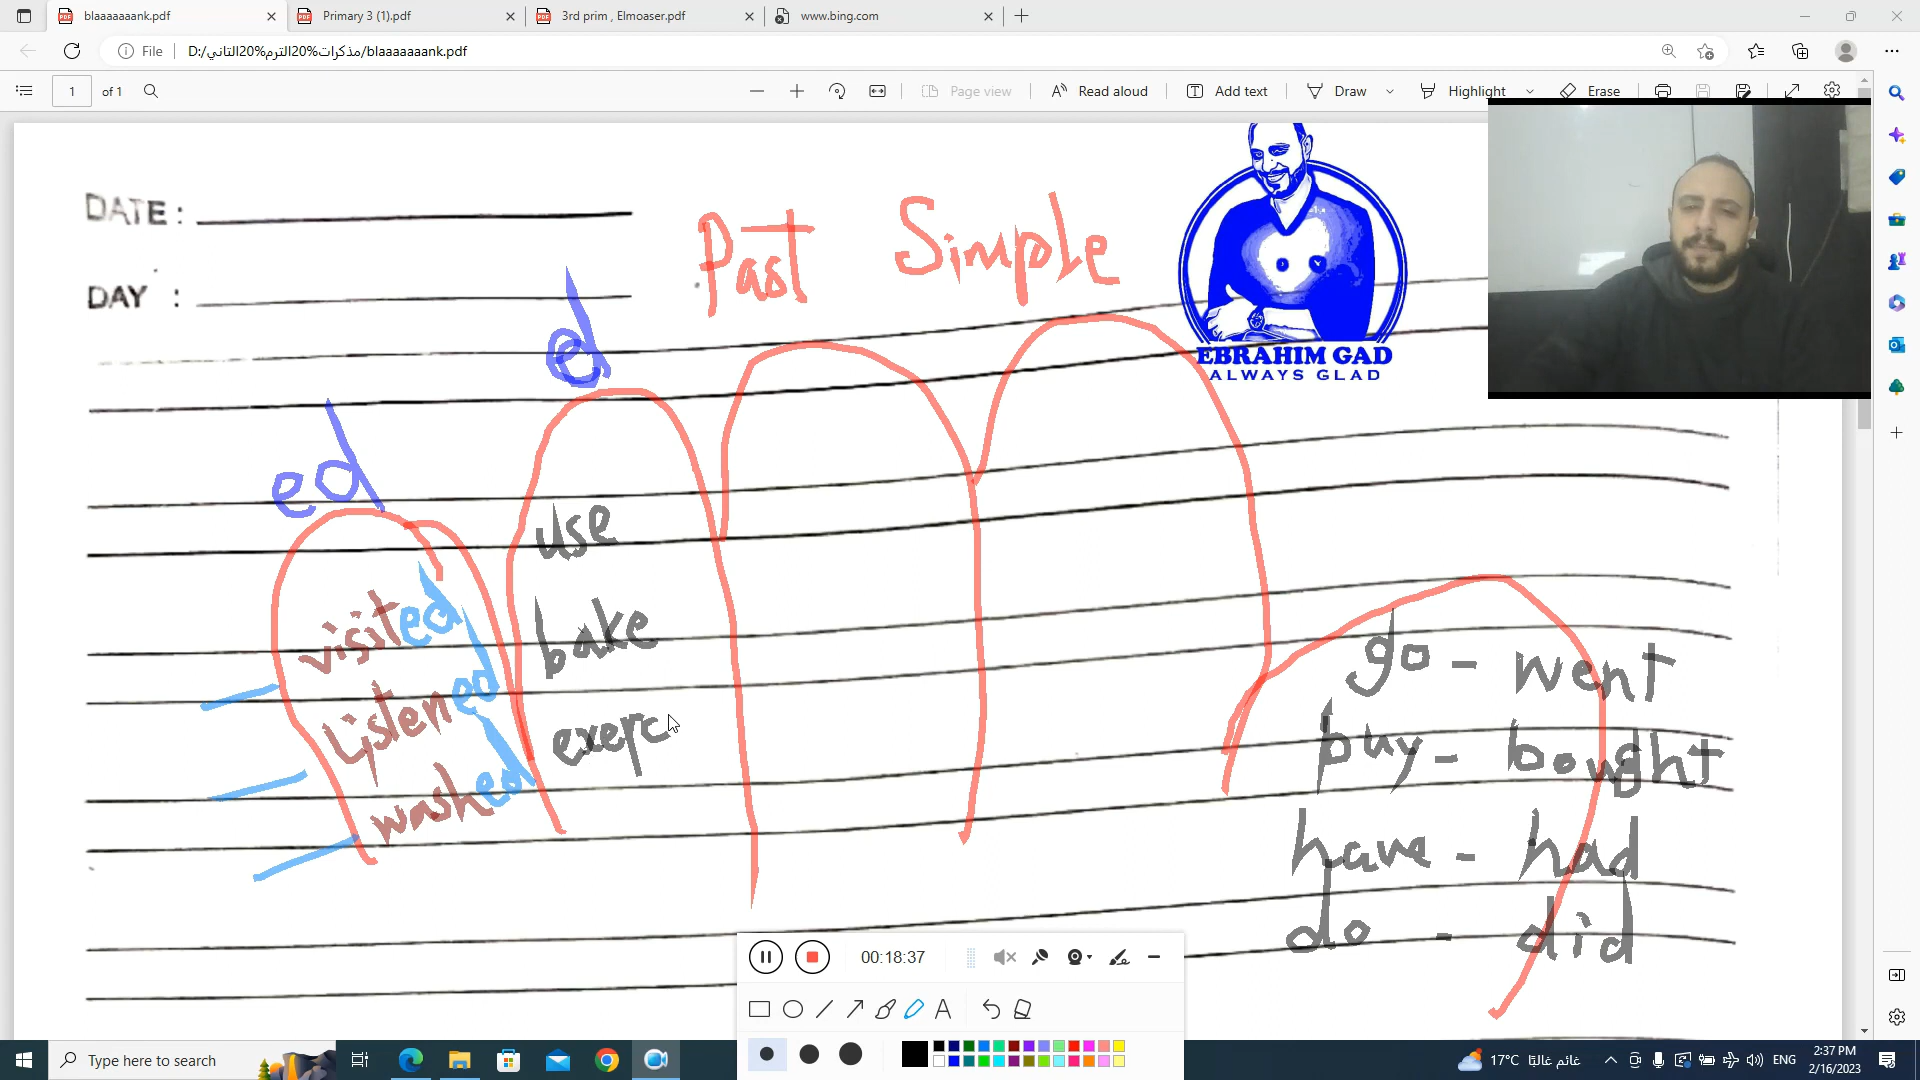 blaaaaaaank.pdf
Primary 3 (1).pdf
3rd prim , Elmoaser.pdf
www.bing.com
File
D:/مذكرات%20الترم%20التاني/blaaaaaaank.pdf
1 of 1
Page view
Read aloud
Add text
Draw
Highlight
Erase
DATE :
DAY :
Past Simple
EBRAHIM GAD
ALWAYS GLAD
ed
d
visited
Listened
washed
use
bake
exerc
go - went
buy - bought
have - had
do - did
00:18:37
A
Type here to search
17°C غائم غالبًا
ENG
2:37 PM
2/16/2023